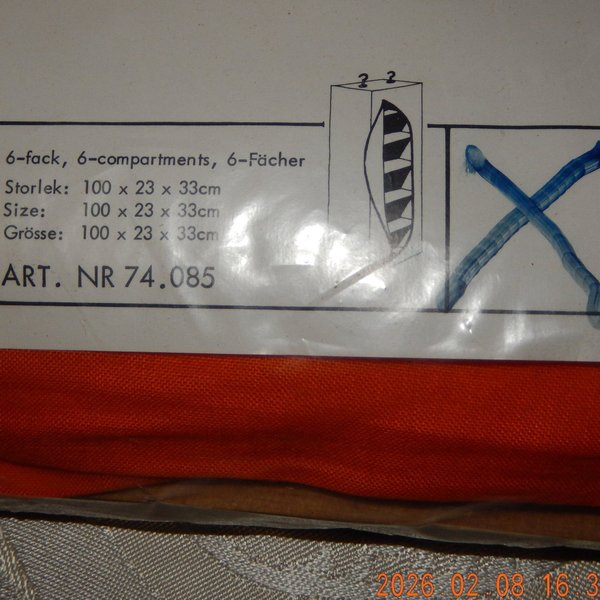 6-fack, 6-compartments, 6-Fächer
Storlek: 100 x 23 x 33cm
Size: 100 x 23 x 33cm
Grösse: 100 x 23 x 33cm
ART. NR 74.085
2026 02.08 16:3